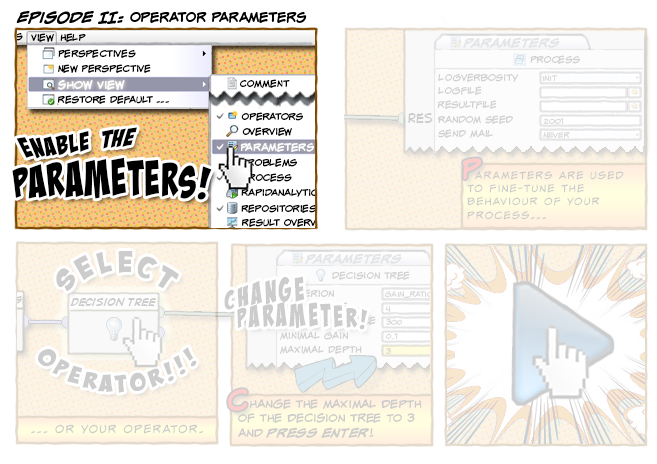 EPISODE II: OPERATOR PARAMETERS
S VIEW HELP
PERSPECTIVES
NEW PERSPECTIVE
SHOW VIEW
RESTORE DEFAULT ...
COMMENT
OPERATORS
OVERVIEW
PARAMETERS
PROBLEMS
PROCESS
RAPIDANALYTIC
REPOSITORIES
RESULT OVERV
ENABLE THE
PARAMETERS!
PARAMETERS
PROCESS
LOGVERBOSITY INIT
LOGFILE
RESULTFILE
RANDOM SEED 2001
SEND MAIL NEVER
RES
PARAMETERS ARE USED
TO FINE-TUNE THE
BEHAVIOUR OF YOUR
PROCESS...
SELECT
DECISION TREE
OPERATOR!!!
... OR YOUR OPERATOR.
PARAMETERS
DECISION TREE
ERION GAIN_RATIO
4
E 300
MINIMAL GAIN 0.1
MAXIMAL DEPTH 3
CHANGE
PARAMETER!
CHANGE THE MAXIMAL DEPTH
OF THE DECISION TREE TO 3
AND PRESS ENTER!